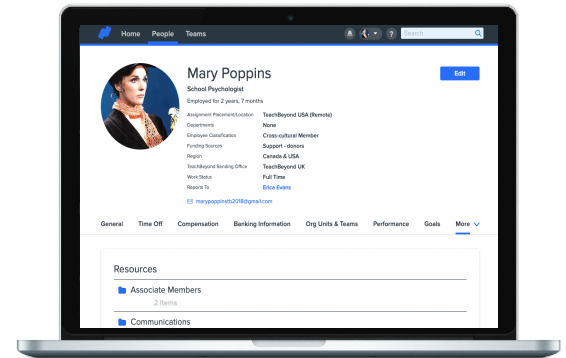 Home People Teams ? Search
Mary Poppins
Edit
School Psychologist
Employed for 2 years, 7 months
Assignment Placement/Location TeachBeyond USA (Remote)
Departments None
Employee Classification Cross-cultural Member
Funding Sources Support - donors
Region Canada & USA
TeachBeyond Sending Office TeachBeyond UK
Work Status Full Time
Reports To Erica Evans
marypoppinstb2018@gmail.com
General Time Off Compensation Banking Information Org Units & Teams Performance Goals More
Resources
Associate Members
2 Items
Communications